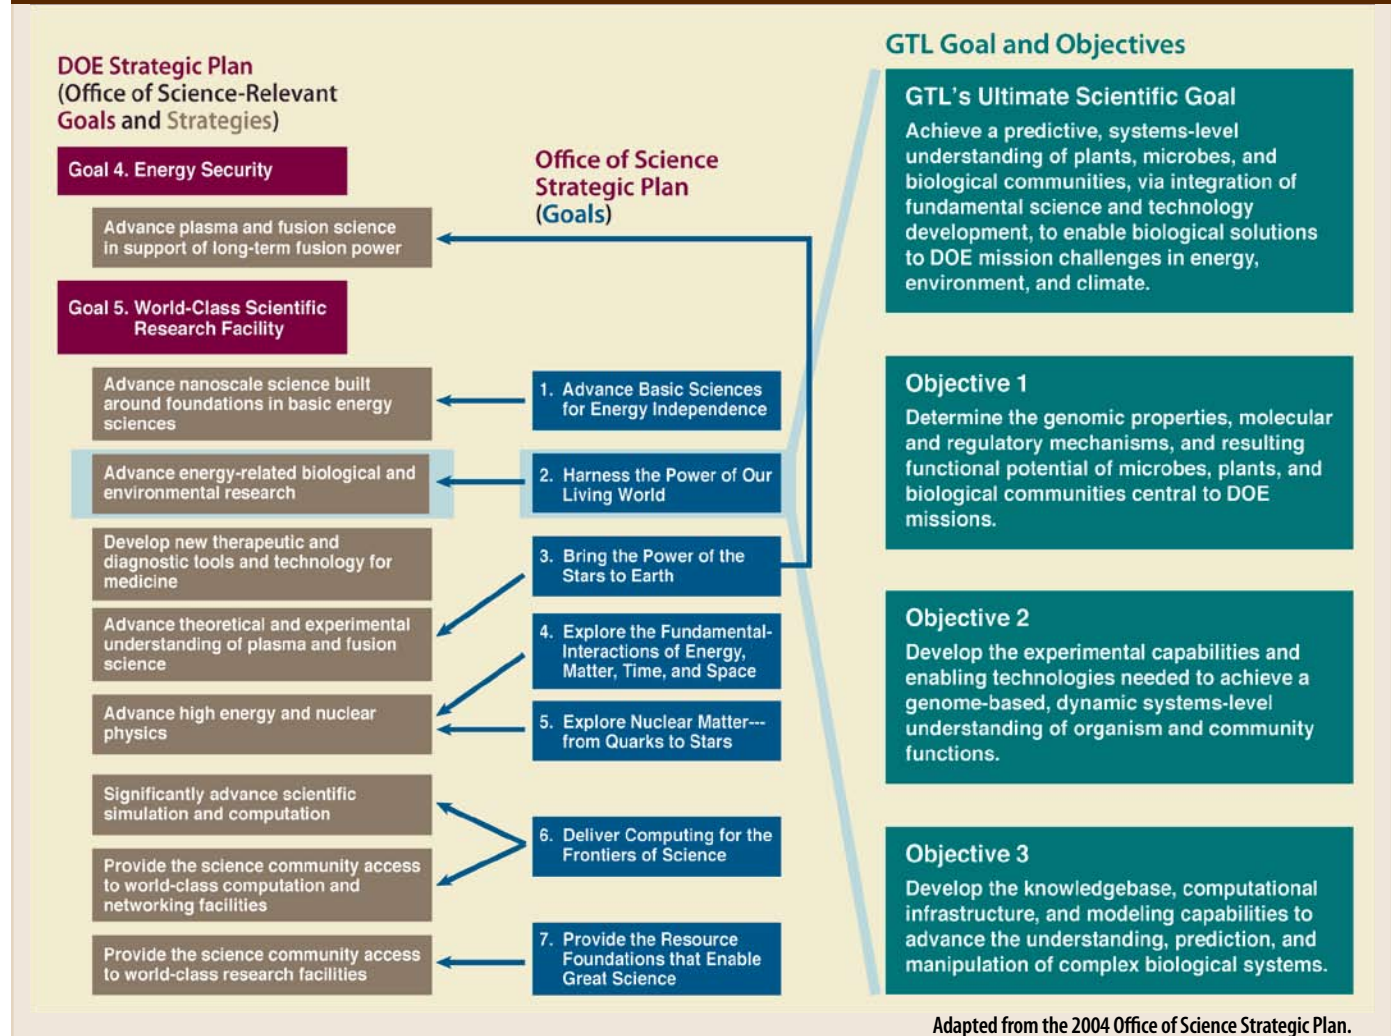 DOE Strategic Plan
(Office of Science-Relevant
Goals and Strategies)
Goal 4. Energy Security
Advance plasma and fusion science
in support of long-term fusion power
Goal 5. World-Class Scientific
Research Facility
Advance nanoscale science built
around foundations in basic energy
sciences
Advance energy-related biological and
environmental research
Develop new therapeutic and
diagnostic tools and technology for
medicine
Advance theoretical and experimental
understanding of plasma and fusion
science
Advance high energy and nuclear
physics
Significantly advance scientific
simulation and computation
Provide the science community access
to world-class computation and
networking facilities
Provide the science community access
to world-class research facilities
Office of Science
Strategic Plan
(Goals)
1. Advance Basic Sciences
for Energy Independence
2. Harness the Power of Our
Living World
3. Bring the Power of the
Stars to Earth
4. Explore the Fundamental-
Interactions of Energy,
Matter, Time, and Space
5. Explore Nuclear Matter---
from Quarks to Stars
6. Deliver Computing for the
Frontiers of Science
7. Provide the Resource
Foundations that Enable
Great Science
GTL Goal and Objectives
GTL's Ultimate Scientific Goal
Achieve a predictive, systems-level
understanding of plants, microbes, and
biological communities, via integration of
fundamental science and technology
development, to enable biological solutions
to DOE mission challenges in energy,
environment, and climate.
Objective 1
Determine the genomic properties, molecular
and regulatory mechanisms, and resulting
functional potential of microbes, plants, and
biological communities central to DOE
missions.
Objective 2
Develop the experimental capabilities and
enabling technologies needed to achieve a
genome-based, dynamic systems-level
understanding of organism and community
functions.
Objective 3
Develop the knowledgebase, computational
infrastructure, and modeling capabilities to
advance the understanding, prediction, and
manipulation of complex biological systems.
Adapted from the 2004 Office of Science Strategic Plan.